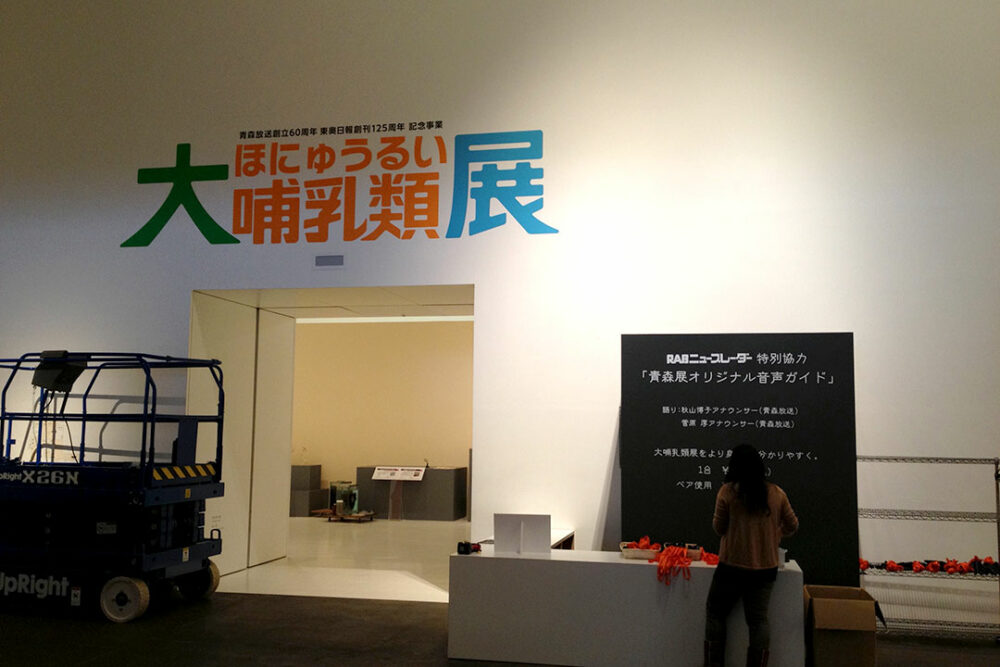 青森放送創立60周年 東奥日報創刊125周年 記念事業
ほにゅうるい
大哺乳類展
RABニュースレーダー 特別協力
「青森展オリジナル音声ガイド」
語り:秋山博子アナウンサー(青森放送)
菅原 厚アナウンサー(青森放送)
大哺乳類展をより 分かりやすく。
1台 ¥
ペア使用
UpRight
UpRight